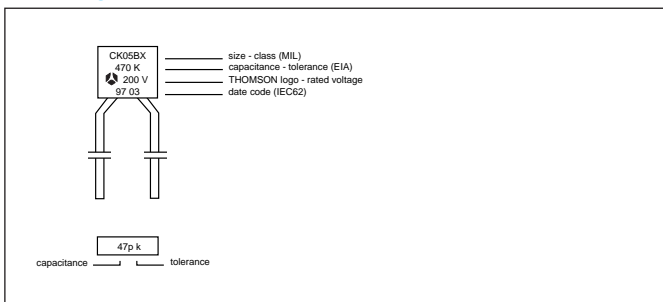 CK05BX size - class (MIL)
470 K capacitance - tolerance (EIA)
200 V THOMSON logo - rated voltage
97 03 date code (IEC62)
47p k
capacitance tolerance